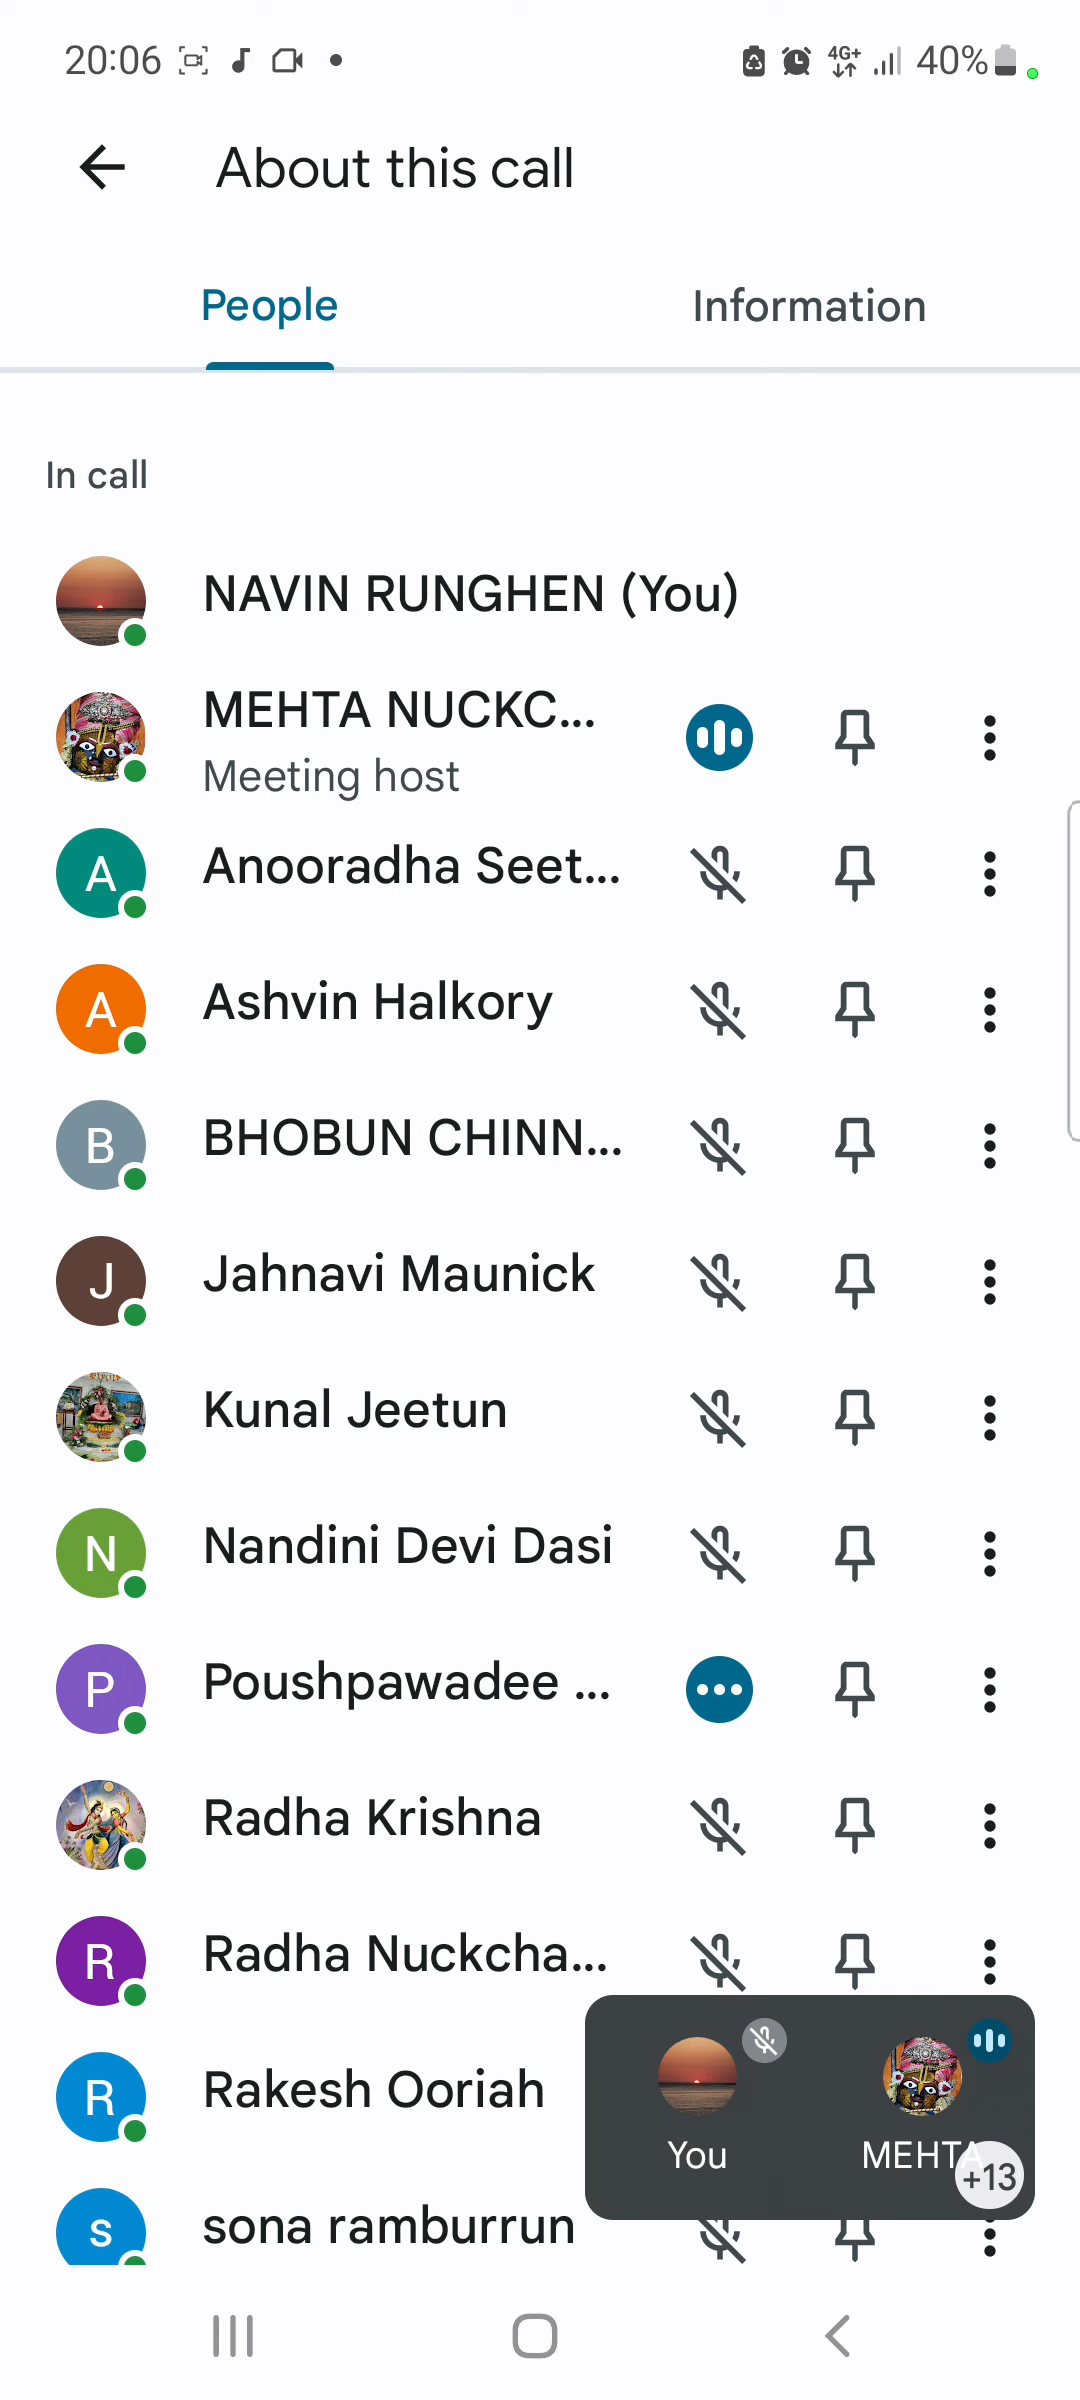 20:06 4G+ 40%
About this call
People Information
In call
NAVIN RUNGHEN (You)
MEHTA NUCKC...
Meeting host
A Anooradha Seet...
A Ashvin Halkory
B BHOBUN CHINN...
J Jahnavi Maunick
Kunal Jeetun
N Nandini Devi Dasi
P Poushpawadee ...
Radha Krishna
R Radha Nuckcha...
R Rakesh Ooriah
You MEHTA +13
s sona ramburrun